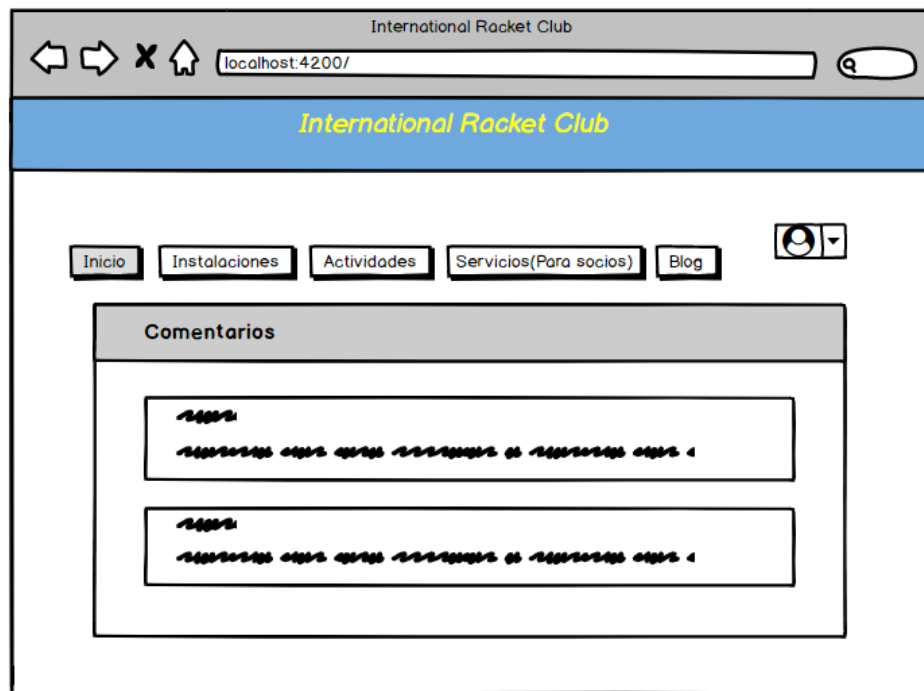 International Racket Club
localhost:4200/
International Racket Club
Inicio
Instalaciones
Actividades
Servicios(Para socios)
Blog
Comentarios